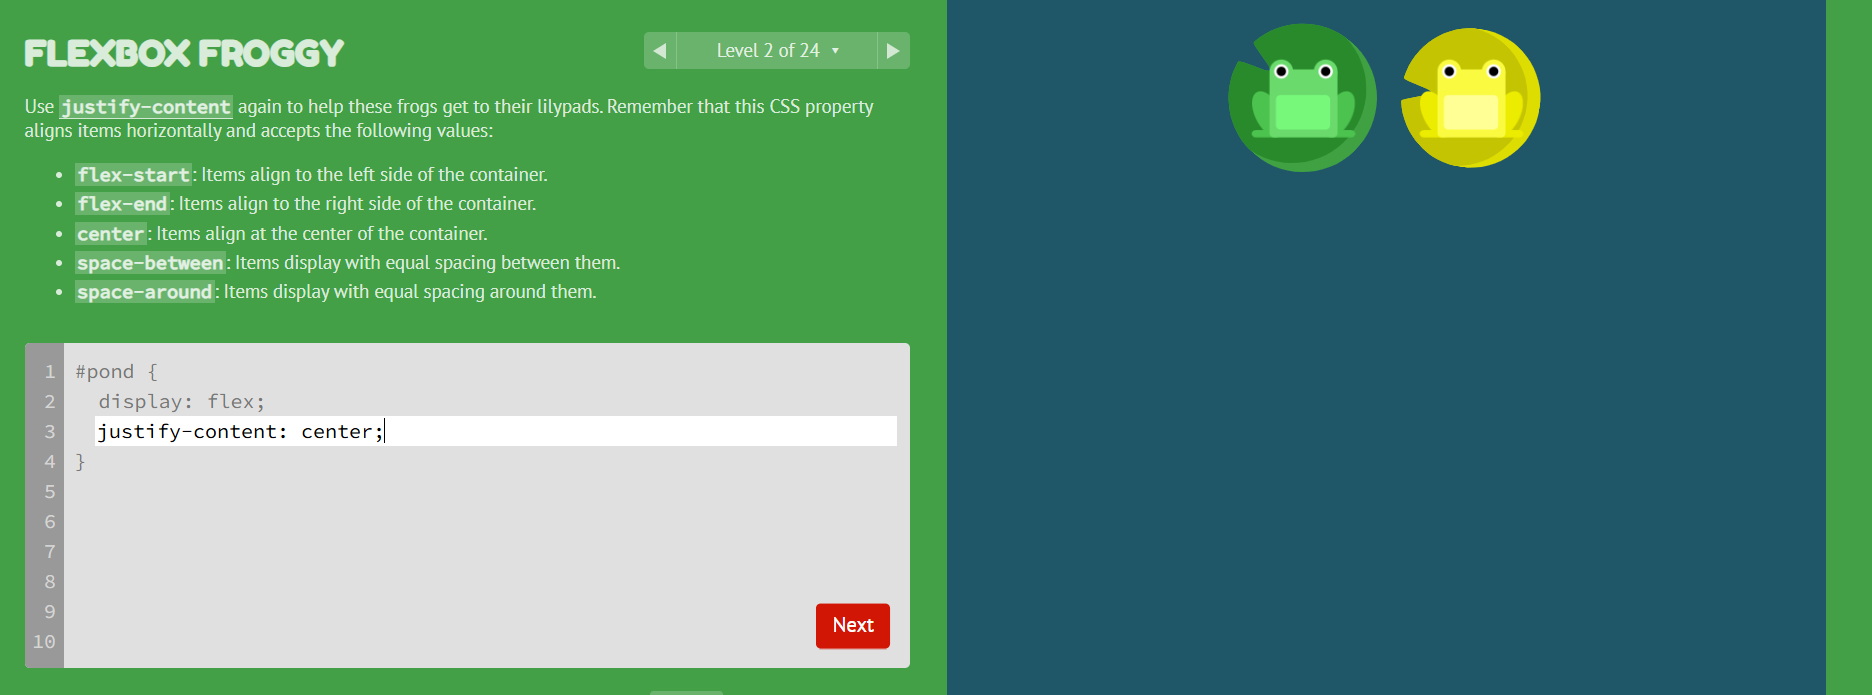 FLEXBOX FROGGY
◀ Level 2 of 24 ▾ ▶
Use justify-content again to help these frogs get to their lilypads. Remember that this CSS property
aligns items horizontally and accepts the following values:
• flex-start: Items align to the left side of the container.
• flex-end: Items align to the right side of the container.
• center: Items align at the center of the container.
• space-between: Items display with equal spacing between them.
• space-around: Items display with equal spacing around them.
1 #pond {
2   display: flex;
3   justify-content: center;
4 }
5
6
7
8
9
10
Next